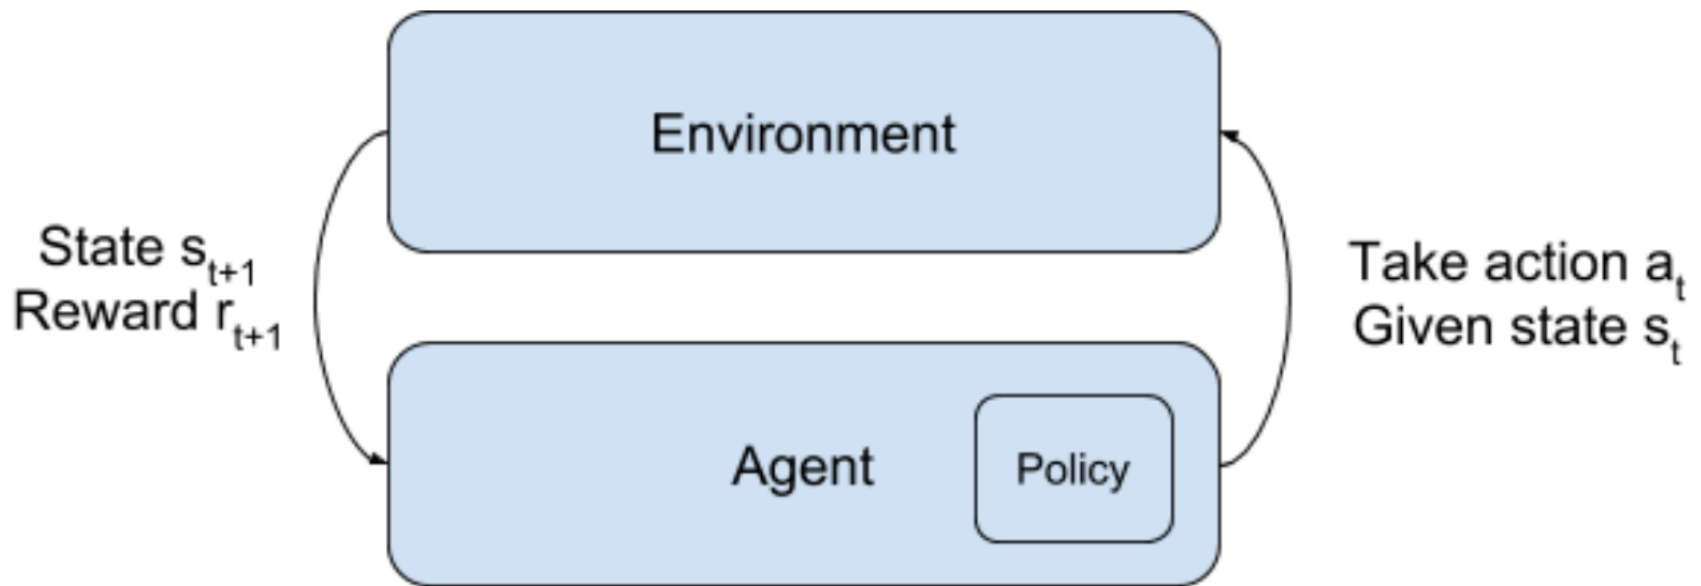 Environment
State s_{t+1}
Reward r_{t+1}
Take action a_t
Given state s_t
Agent
Policy